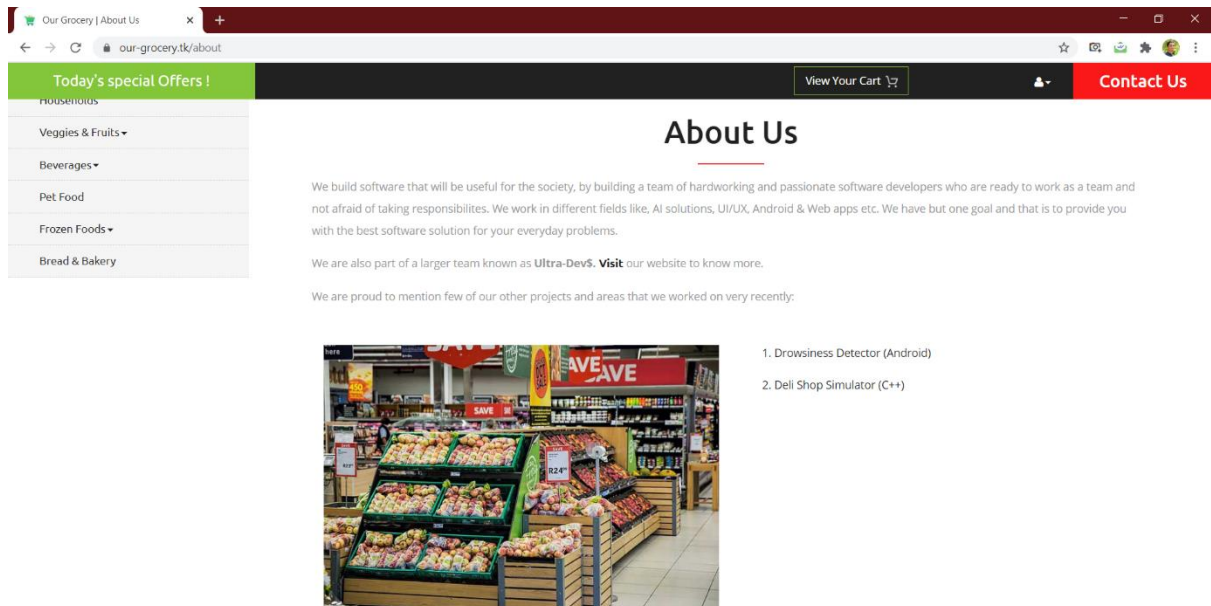 Our Grocery | About Us
our-grocery.tk/about
Today's special Offers !
View Your Cart
Contact Us
Households
Veggies & Fruits
Beverages
Pet Food
Frozen Foods
Bread & Bakery
About Us
We build software that will be useful for the society, by building a team of hardworking and passionate software developers who are ready to work as a team and
not afraid of taking responsibilites. We work in different fields like, AI solutions, UI/UX, Android & Web apps etc. We have but one goal and that is to provide you
with the best software solution for your everyday problems.
We are also part of a larger team known as Ultra-Dev$. Visit our website to know more.
We are proud to mention few of our other projects and areas that we worked on very recently:
here
SAVE
AVE
AVE
SAVE
R24
1. Drowsiness Detector (Android)
2. Deli Shop Simulator (C++)